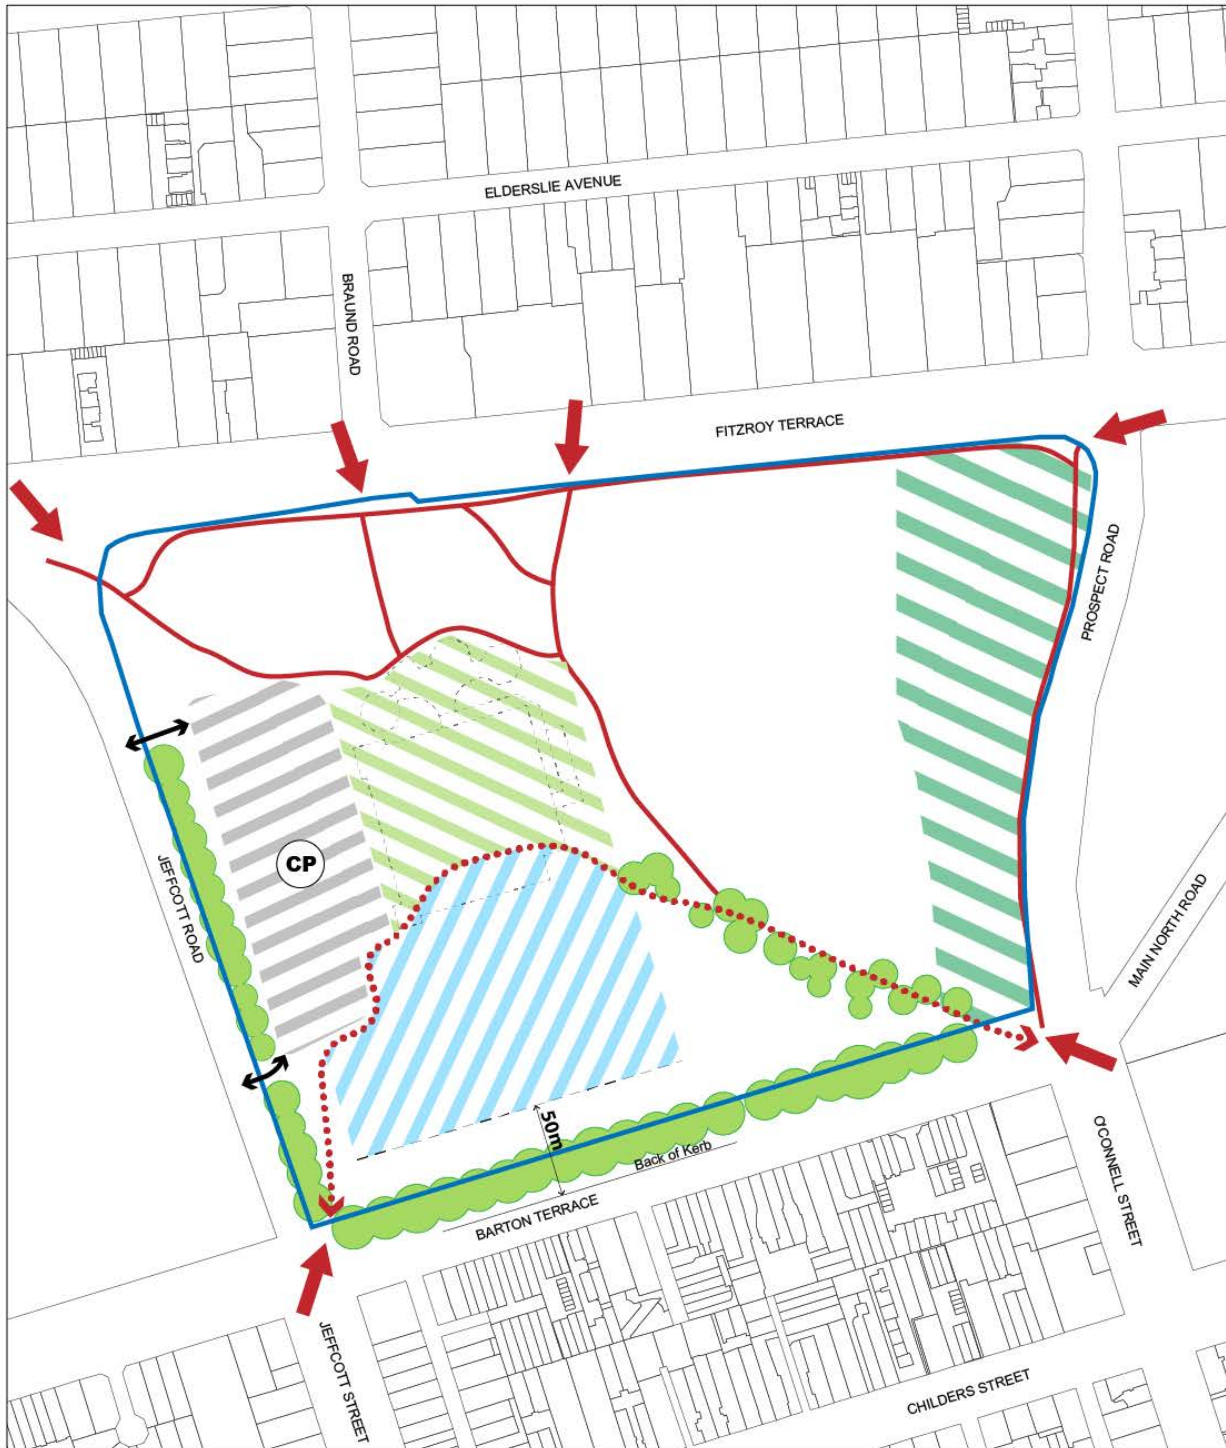 ELDERSLIE AVENUE
BRAUND ROAD
FITZROY TERRACE
PROSPECT ROAD
CP
JEFFCOTT ROAD
MAIN NORTH ROAD
50m
Back of Kerb
BARTON TERRACE
O'CONNELL STREET
JEFFCOTT STREET
CHILDERS STREET